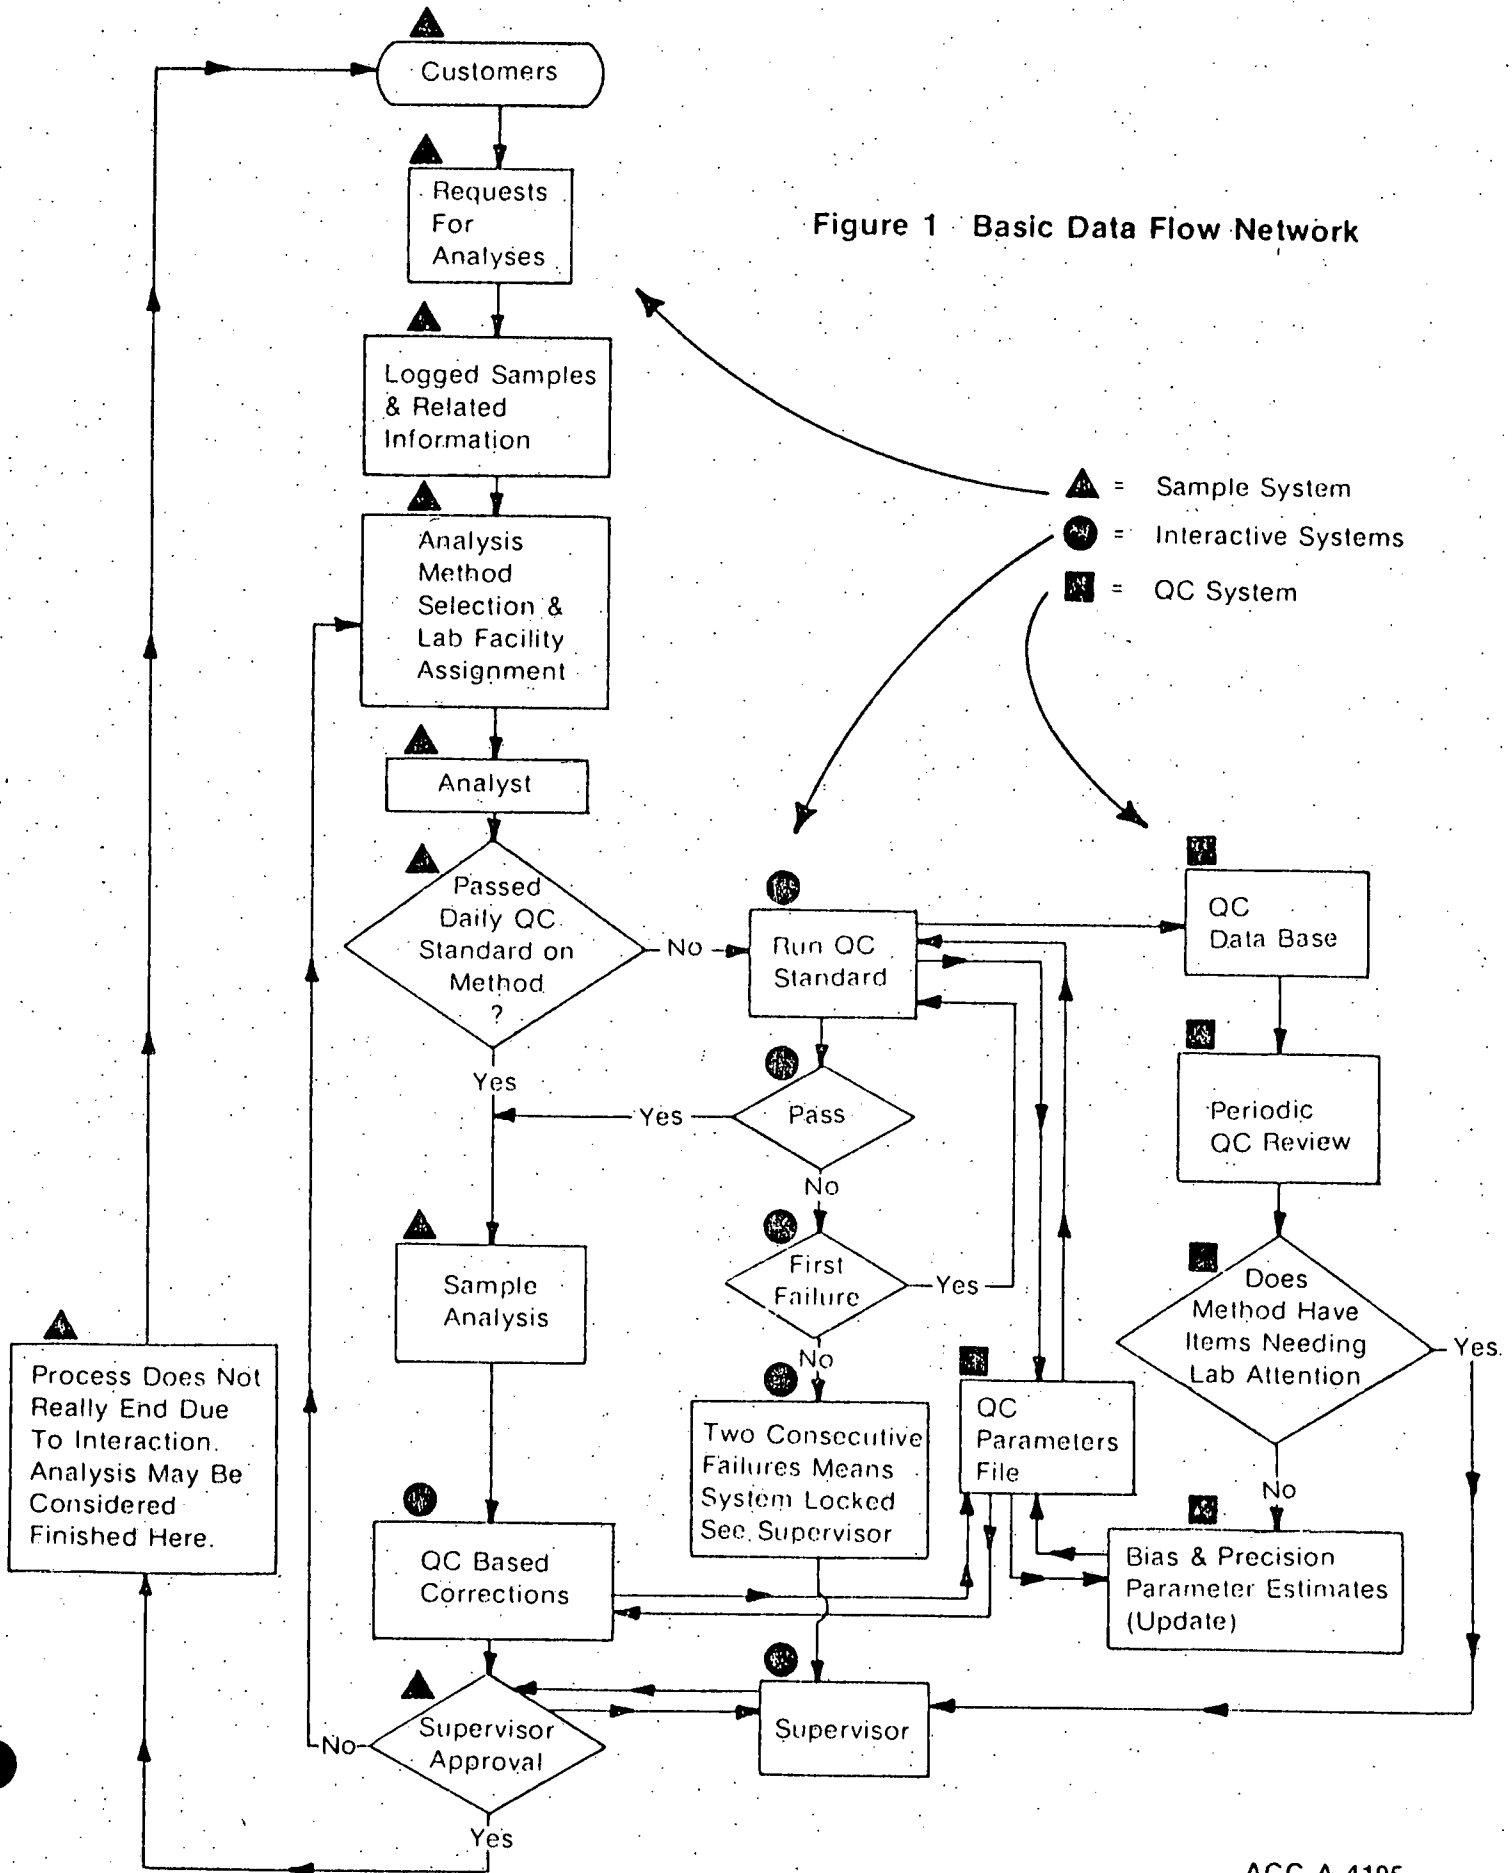 Customers
Requests
For
Analyses
Figure 1 Basic Data Flow Network
Logged Samples
& Related
Information
= Sample System
= Interactive Systems
= QC System
Analysis
Method
Selection &
Lab Facility
Assignment
Analyst
Passed
Daily QC
Standard on
Method
?
No
Run QC
Standard
QC
Data Base
Yes
Yes
Pass
No
Periodic
QC Review
First
Failure
Yes
No
Does
Method Have
Items Needing
Lab Attention
Yes
No
Sample
Analysis
Process Does Not
Really End Due
To Interaction.
Analysis May Be
Considered
Finished Here.
Two Consecutive
Failures Means
System Locked
See Supervisor
QC
Parameters
File
QC Based
Corrections
Bias & Precision
Parameter Estimates
(Update)
Supervisor
Approval
No
Yes
Supervisor